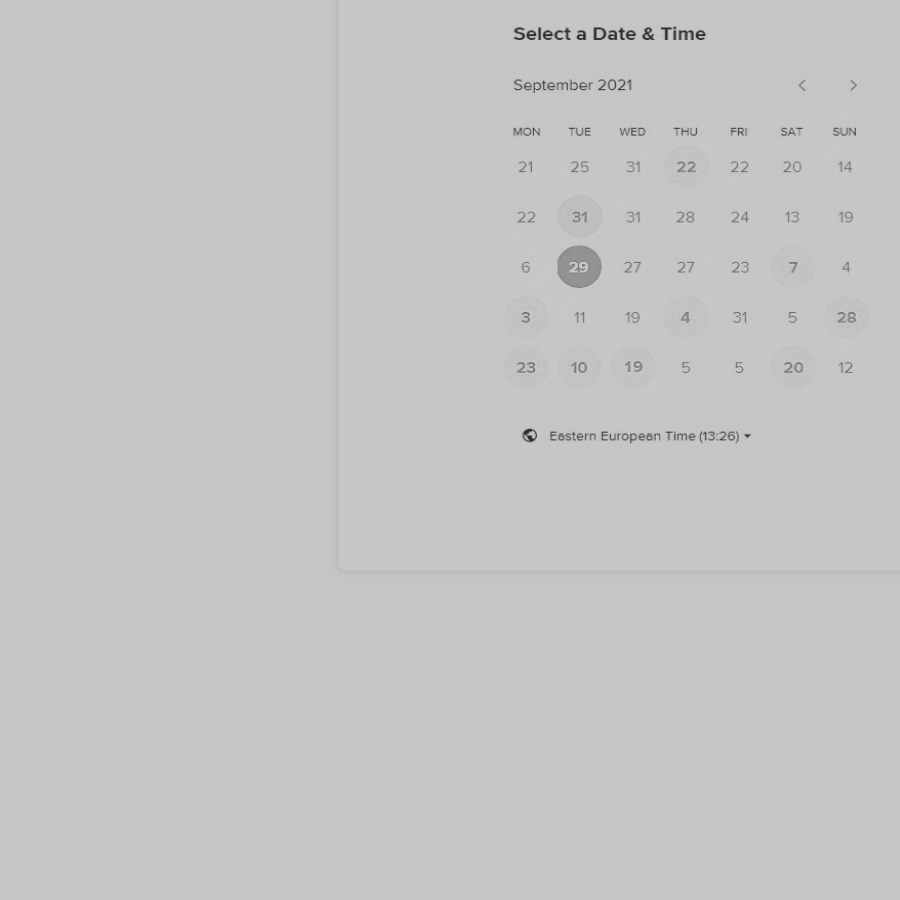 Select a Date & Time
September 2021
MON TUE WED THU FRI SAT SUN
21 25 31 22 22 20 14
22 31 31 28 24 13 19
6 29 27 27 23 7 4
3 11 19 4 31 5 28
23 10 19 5 5 20 12
Eastern European Time (13:26)